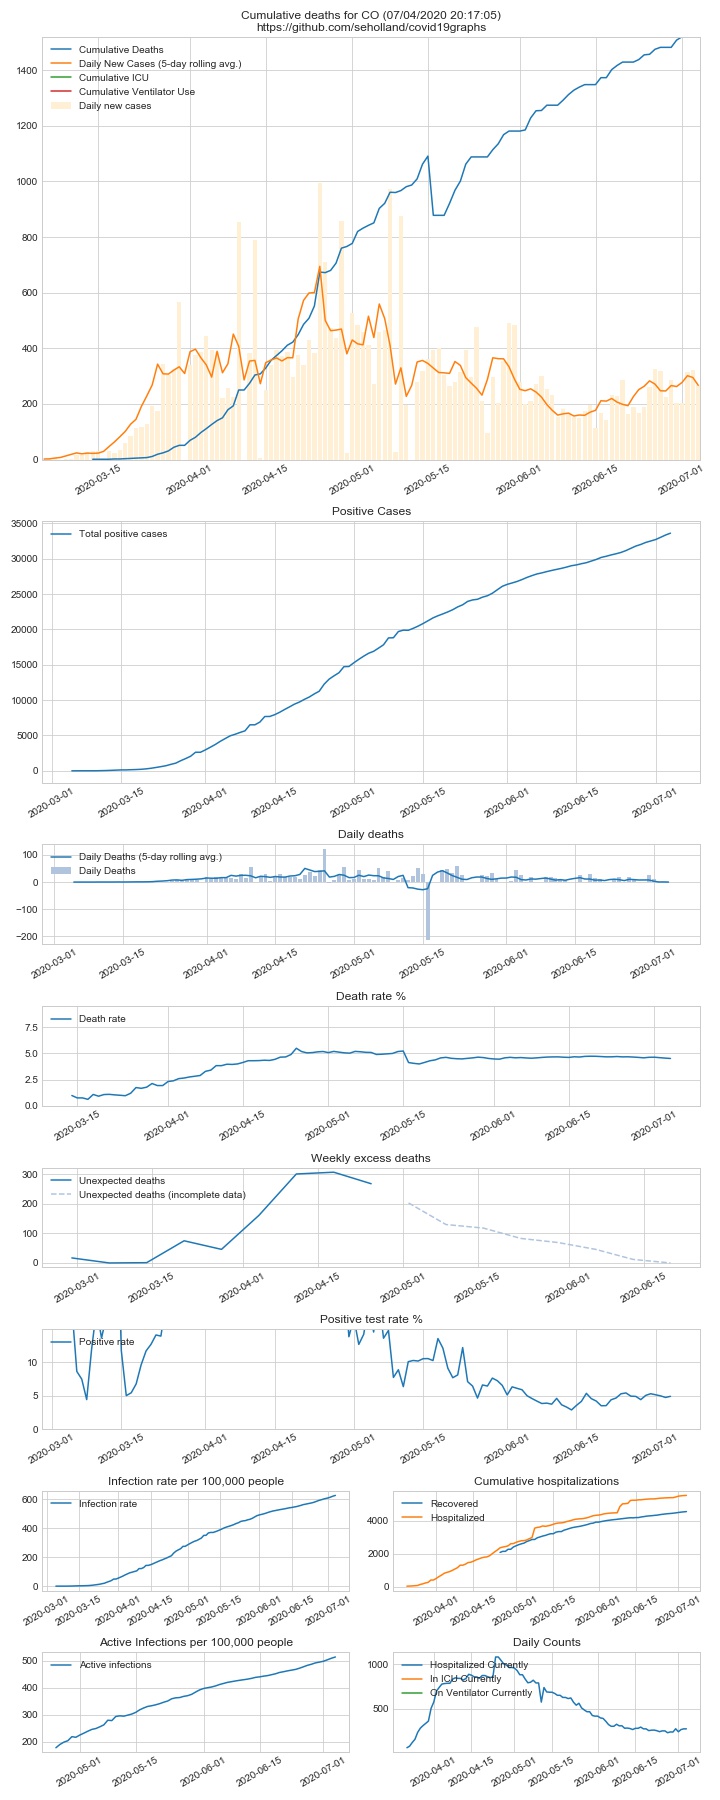 Cumulative deaths for CO (07/04/2020 20:17:05)
https://github.com/seholland/covid19graphs
Cumulative Deaths
Daily New Cases (5-day rolling avg.)
Cumulative ICU
Cumulative Ventilator Use
Daily new cases
1400
1200
1000
800
600
400
200
0
2020-03-15 2020-04-01 2020-04-15 2020-05-01 2020-05-15 2020-06-01 2020-06-15 2020-07-01
Positive Cases
Total positive cases
35000
30000
25000
20000
15000
10000
5000
0
2020-03-01 2020-03-15 2020-04-01 2020-04-15 2020-05-01 2020-05-15 2020-06-01 2020-06-15 2020-07-01
Daily deaths
Daily Deaths (5-day rolling avg.)
Daily Deaths
100
0
−100
−200
2020-03-01 2020-03-15 2020-04-01 2020-04-15 2020-05-01 2020-05-15 2020-06-01 2020-06-15 2020-07-01
Death rate %
Death rate
7.5
5.0
2.5
0.0
2020-03-15 2020-04-01 2020-04-15 2020-05-01 2020-05-15 2020-06-01 2020-06-15 2020-07-01
Weekly excess deaths
Unexpected deaths
Unexpected deaths (incomplete data)
300
200
100
0
2020-03-01 2020-03-15 2020-04-01 2020-04-15 2020-05-01 2020-05-15 2020-06-01 2020-06-15
Positive test rate %
Positive rate
10
5
0
2020-03-01 2020-03-15 2020-04-01 2020-04-15 2020-05-01 2020-05-15 2020-06-01 2020-06-15 2020-07-01
Infection rate per 100,000 people
Infection rate
600
400
200
0
2020-03-01 2020-03-15 2020-04-01 2020-04-15 2020-05-01 2020-05-15 2020-06-01 2020-06-15 2020-07-01
Cumulative hospitalizations
Recovered
Hospitalized
4000
2000
0
2020-04-01 2020-04-15 2020-05-01 2020-05-15 2020-06-01 2020-06-15 2020-07-01
Active Infections per 100,000 people
Active infections
500
400
300
200
2020-05-01 2020-05-15 2020-06-01 2020-06-15 2020-07-01
Daily Counts
Hospitalized Currently
In ICU Currently
On Ventilator Currently
1000
500
2020-04-01 2020-04-15 2020-05-01 2020-05-15 2020-06-01 2020-06-15 2020-07-01